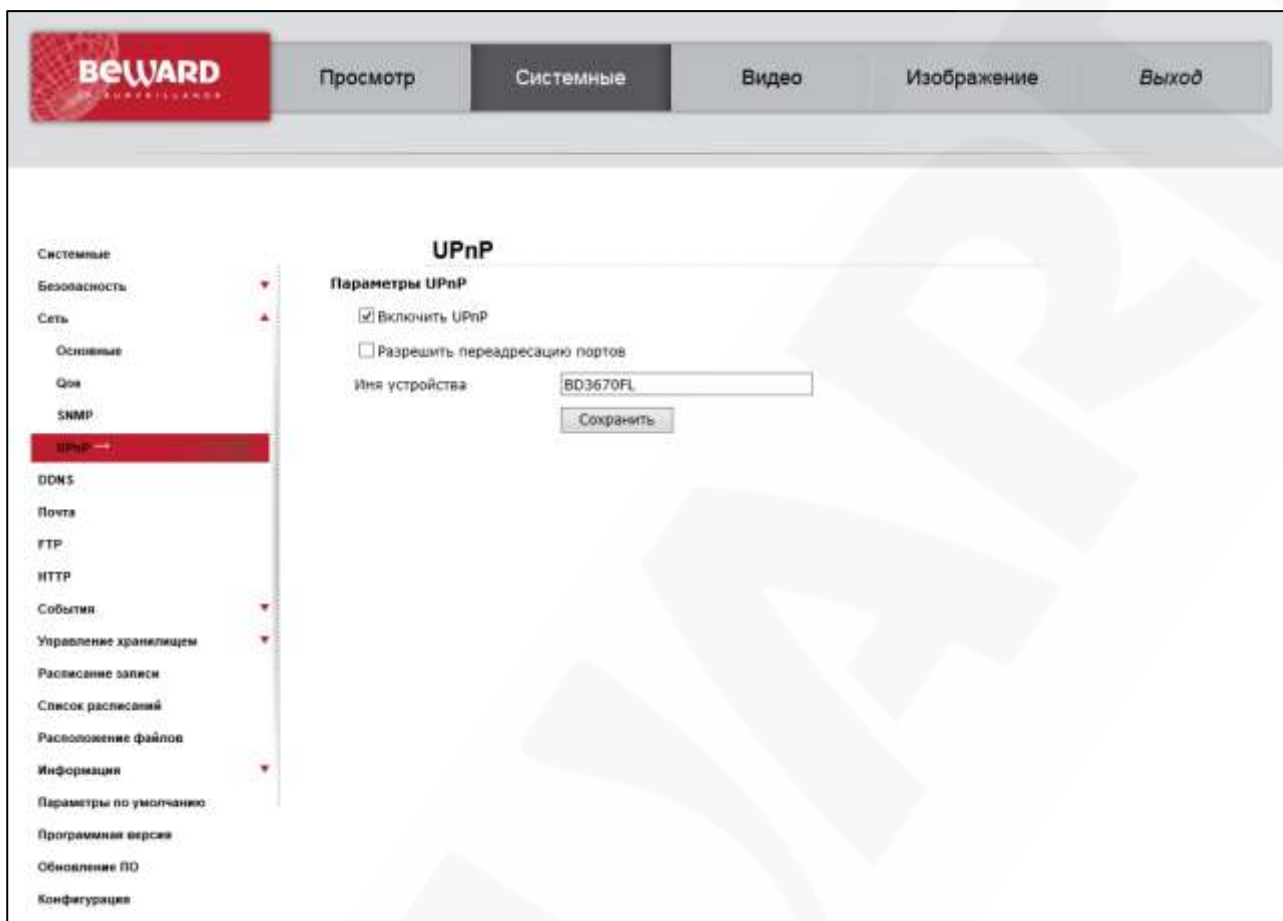 BEWARD
IP SURVEILLANCE
Просмотр
Системные
Видео
Изображение
Выход
Системные
Безопасность
Сеть
Основные
Qos
SNMP
UPnP →
DDNS
Почта
FTP
HTTP
События
Управление хранилищем
Расписание записи
Список расписаний
Расположение файлов
Информация
Параметры по умолчанию
Программная версия
Обновление ПО
Конфигурация
UPnP
Параметры UPnP
Включить UPnP
Разрешить переадресацию портов
Имя устройства BD3670FL
Сохранить